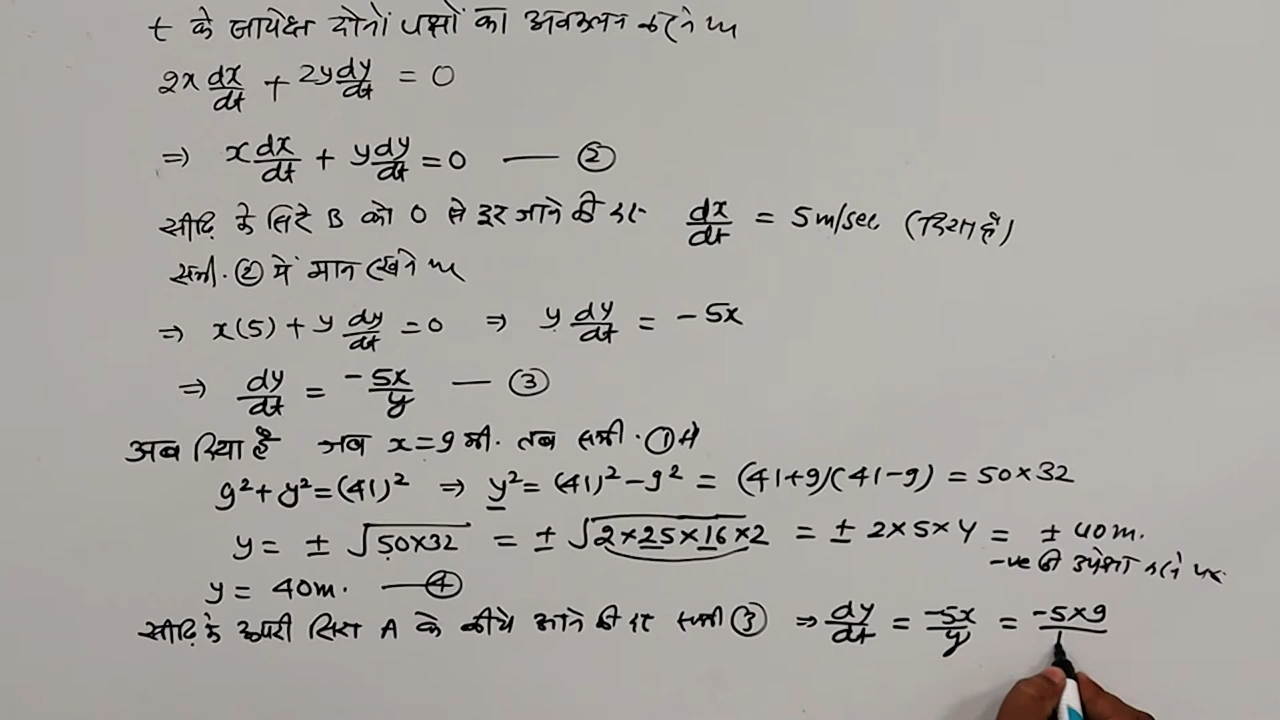 t के सापेक्ष दोनों पक्षों का अवकलन करने पर
2x dx/dt + 2y dy/dt = 0
⇒ x dx/dt + y dy/dt = 0 — ②
सीढ़ि के सिरे B को O से दूर जाने की दर dx/dt = 5m/sec (दिया है)
समी. ② में मान रखने पर
⇒ x(5) + y dy/dt = 0 ⇒ y dy/dt = -5x
⇒ dy/dt = -5x/y — ③
अब दिया है जब x=9 मी. तब समी. ① से
9²+y²=(41)² ⇒ y²= (41)²-9² = (41+9)(41-9) = 50×32
y = ± √50×32 = ± √2×25×16×2 = ± 2×5×4 = ± 40m.
-ve की उपेक्षा करने पर
y = 40m. — ④
सीढ़ि के ऊपरी सिरा A के नीचे आने की दर समी ③ ⇒ dy/dt = -5x/y = -5×9/